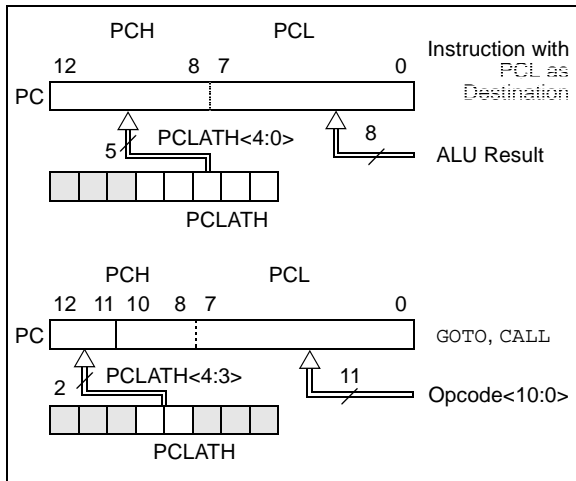 PCH PCL
12 8 7 0
Instruction with
PCL as
Destination
PC
5 PCLATH<4:0> 8
ALU Result
PCLATH
PCH PCL
12 11 10 8 7 0
PC GOTO, CALL
2 PCLATH<4:3> 11
Opcode<10:0>
PCLATH